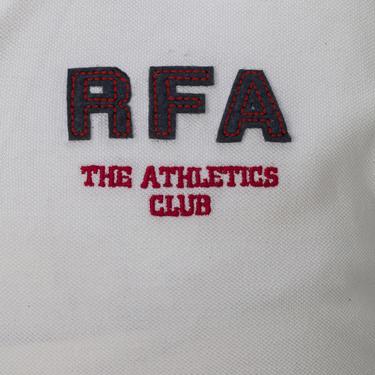 RFA
THE ATHLETICS
CLUB